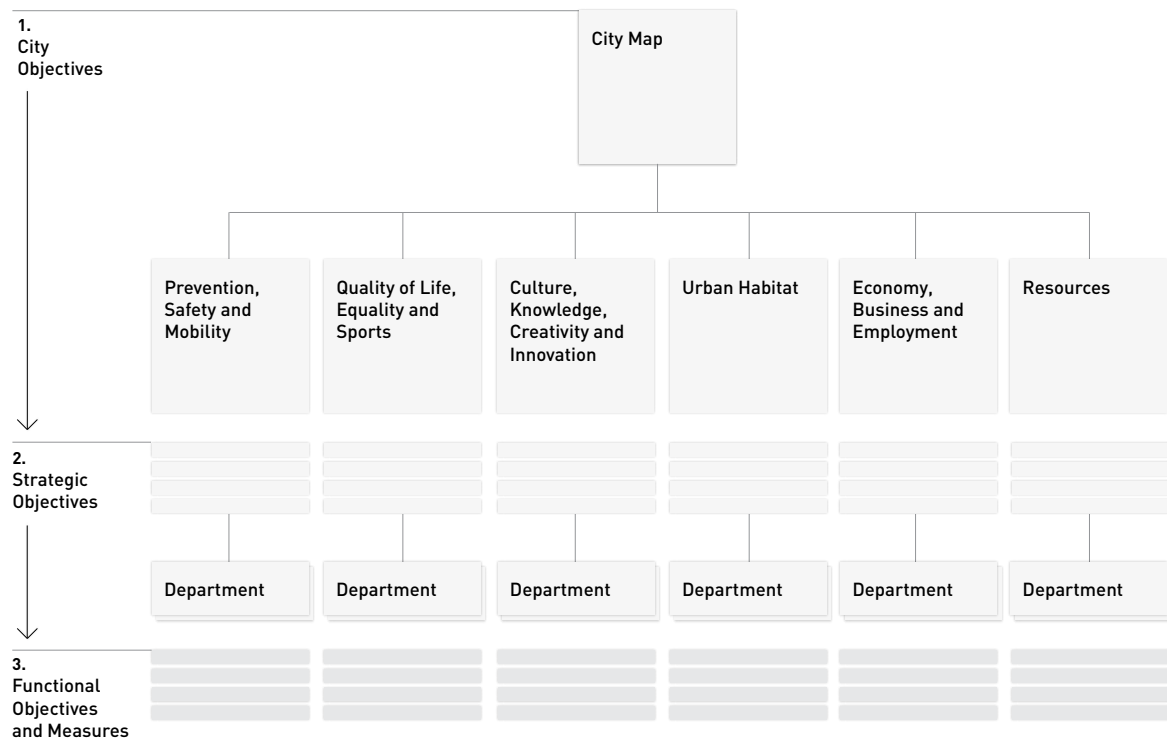 1.
City
Objectives
City Map
Prevention,
Safety and
Mobility
Quality of Life,
Equality and
Sports
Culture,
Knowledge,
Creativity and
Innovation
Urban Habitat
Economy,
Business and
Employment
Resources
2.
Strategic
Objectives
Department
Department
Department
Department
Department
Department
3.
Functional
Objectives
and Measures